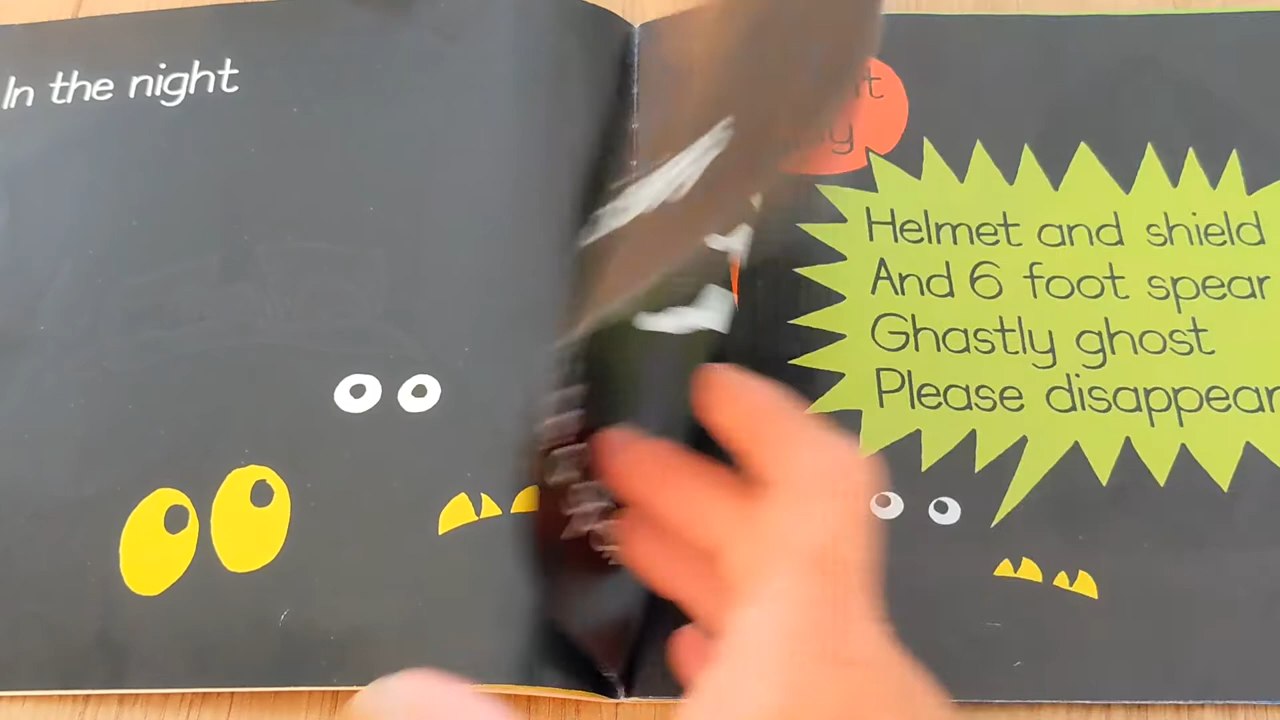 In the night
Helmet and shield
And 6 foot spear
Ghastly ghost
Please disappear